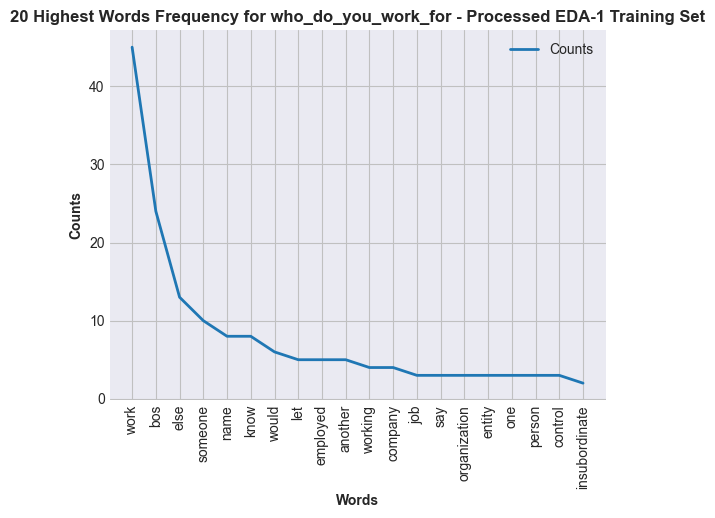 20 Highest Words Frequency for who_do_you_work_for - Processed EDA-1 Training Set
Counts
Counts
40
30
20
10
0
work
bos
else
someone
name
know
would
let
employed
another
working
company
job
say
organization
entity
one
person
control
insubordinate
Words